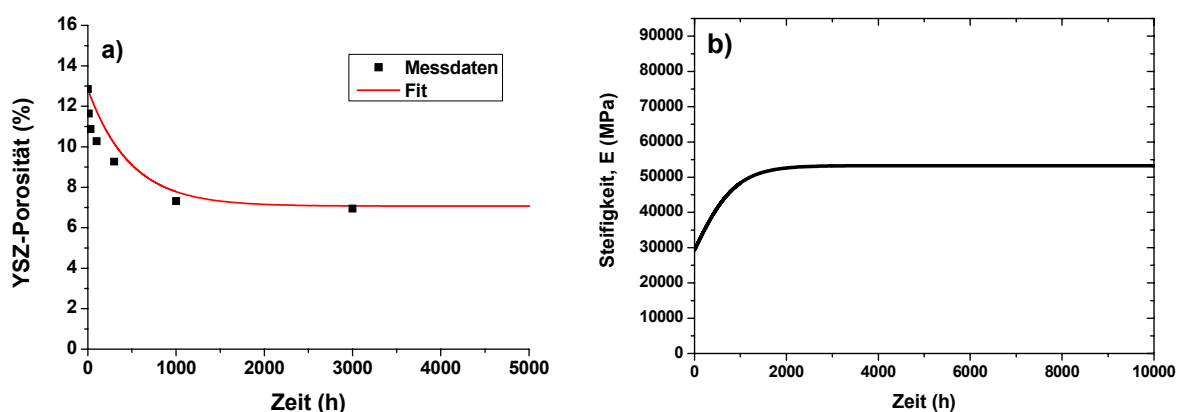 a)
Messdaten
Fit
YSZ-Porosität (%)
16
14
12
10
8
6
4
2
0
0 1000 2000 3000 4000 5000
Zeit (h)
b)
Steifigkeit, E (MPa)
90000
80000
70000
60000
50000
40000
30000
20000
10000
0
0 2000 4000 6000 8000 10000
Zeit (h)